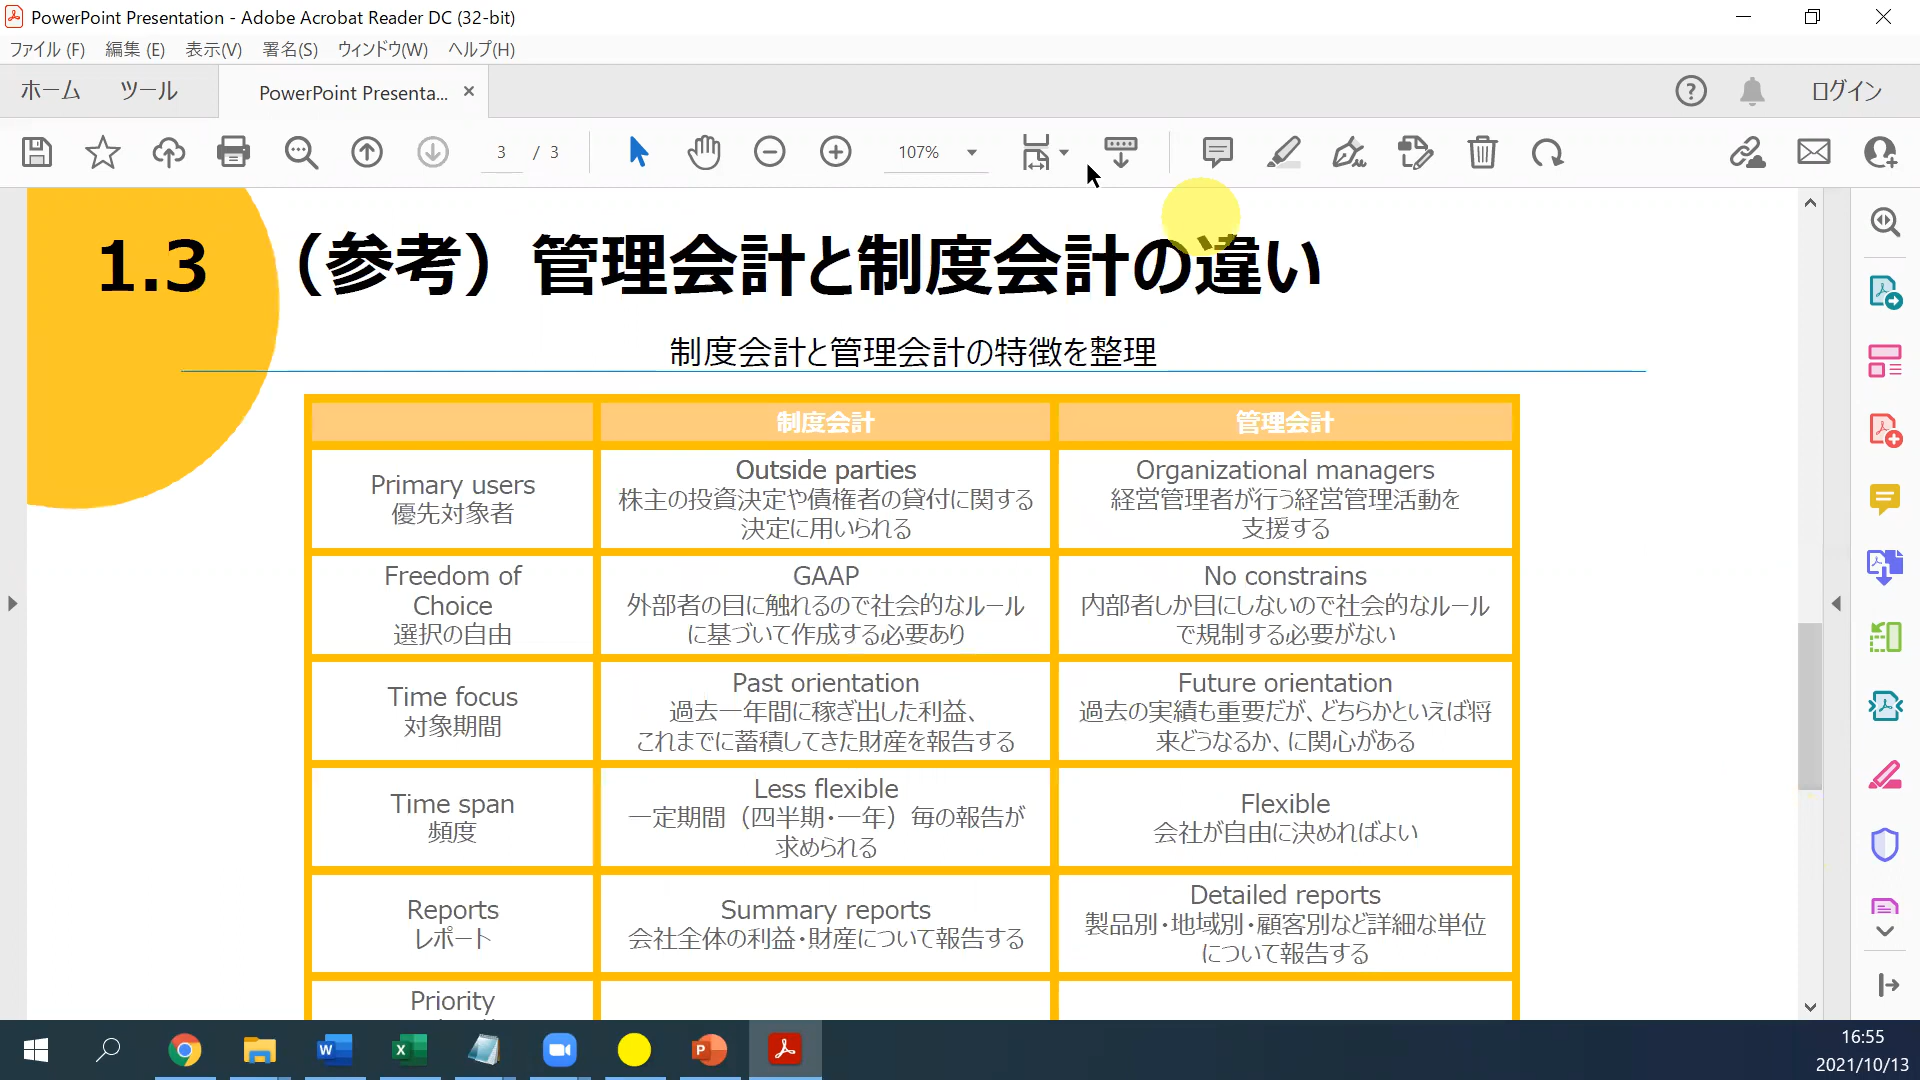 PowerPoint Presentation - Adobe Acrobat Reader DC (32-bit)
ファイル (F) 編集 (E) 表示(V) 署名(S) ウィンドウ(W) ヘルプ(H)
ホーム ツール PowerPoint Presenta... × ログイン
3 / 3 107%
1.3 （参考）管理会計と制度会計の違い
制度会計と管理会計の特徴を整理
制度会計 管理会計
Primary users
優先対象者
Outside parties
株主の投資決定や債権者の貸付に関する
決定に用いられる
Organizational managers
経営管理者が行う経営管理活動を
支援する
Freedom of
Choice
選択の自由
GAAP
外部者の目に触れるので社会的なルール
に基づいて作成する必要あり
No constrains
内部者しか目にしないので社会的なルール
で規制する必要がない
Time focus
対象期間
Past orientation
過去一年間に稼ぎ出した利益、
これまでに蓄積してきた財産を報告する
Future orientation
過去の実績も重要だが、どちらかといえば将
来どうなるか、に関心がある
Time span
頻度
Less flexible
一定期間（四半期・一年）毎の報告が
求められる
Flexible
会社が自由に決めればよい
Reports
レポート
Summary reports
会社全体の利益・財産について報告する
Detailed reports
製品別・地域別・顧客別など詳細な単位
について報告する
Priority
16:55
2021/10/13